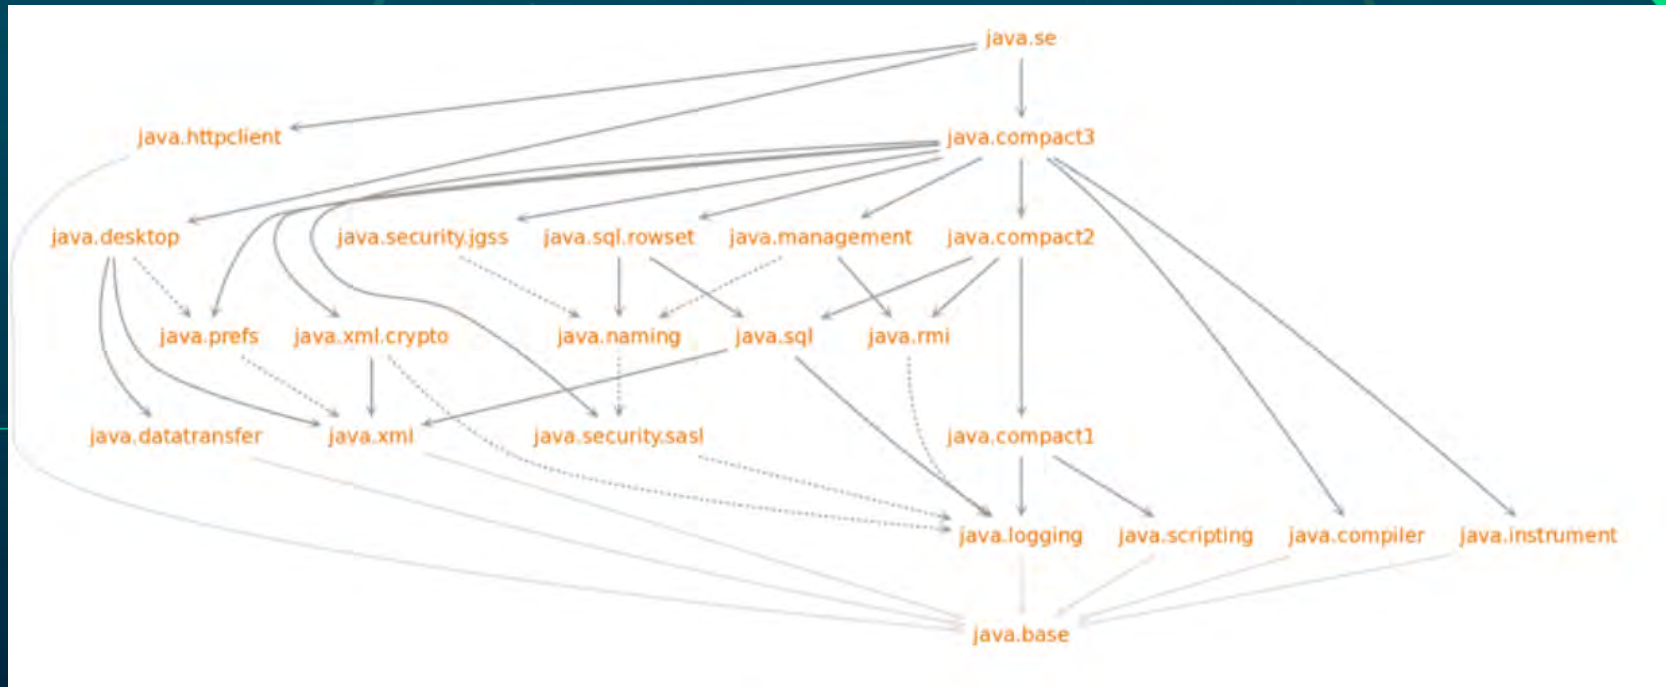 java.se
java.httpclient
java.compact3
java.desktop
java.security.jgss
java.sql.rowset
java.management
java.compact2
java.prefs
java.xml.crypto
java.naming
java.sql
java.rmi
java.datatransfer
java.xml
java.security.sasl
java.compact1
java.logging
java.scripting
java.compiler
java.instrument
java.base